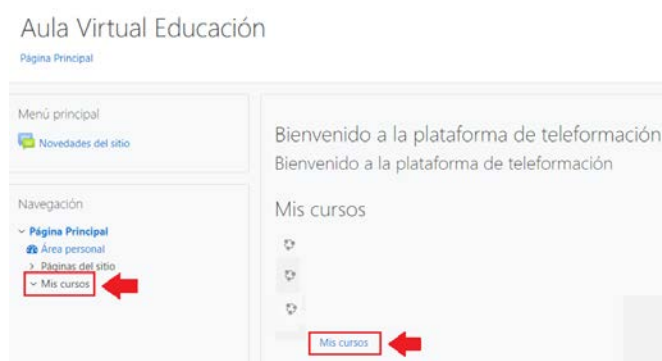 Aula Virtual Educación
Página Principal
Menú principal
Novedades del sitio
Navegación
Página Principal
Área personal
Páginas del sitio
Mis cursos
Bienvenido a la plataforma de teleformación
Bienvenido a la plataforma de teleformación
Mis cursos
Mis cursos